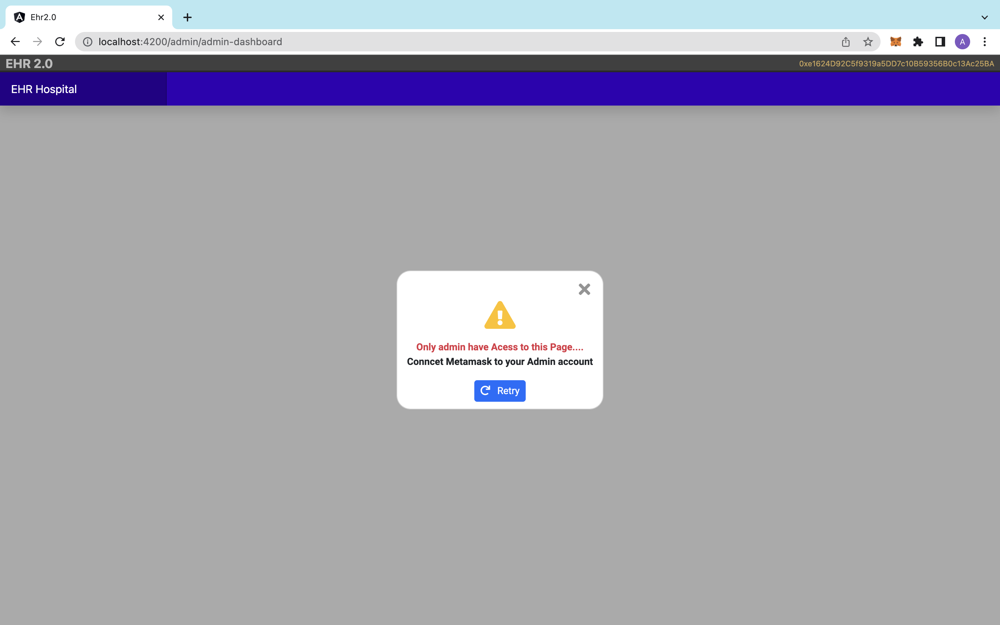 Ehr2.0
localhost:4200/admin/admin-dashboard
A
EHR 2.0
0xe1624D92C5f9319a5DD7c10B59356B0c13Ac25BA
EHR Hospital
Only admin have Acess to this Page....
Conncet Metamask to your Admin account
Retry